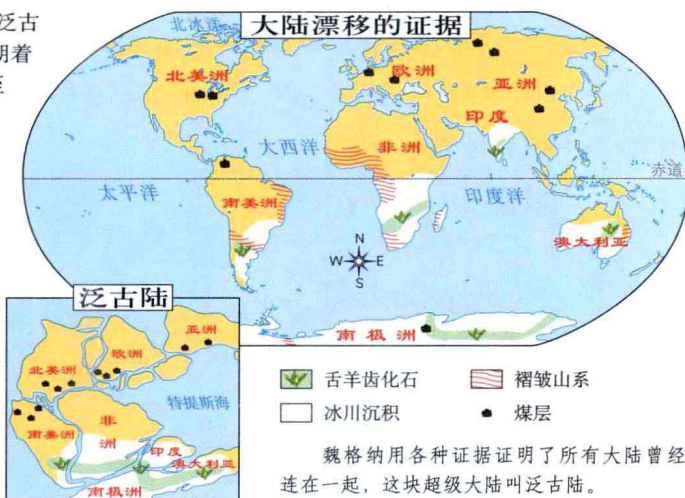 泛古
着
大陆漂移的证据
北冰洋
北美洲
欧洲
亚洲
印度
大西洋
非洲
赤道
太平洋
印度洋
南美洲
澳大利亚
N
W E
S
南极洲
泛古陆
亚洲
欧洲
北美洲
特提斯海
非洲
南美洲
印度
澳大利亚
南极洲
舌羊齿化石
褶皱山系
冰川沉积
煤层
魏格纳用各种证据证明了所有大陆曾经
连在一起，这块超级大陆叫泛古陆。